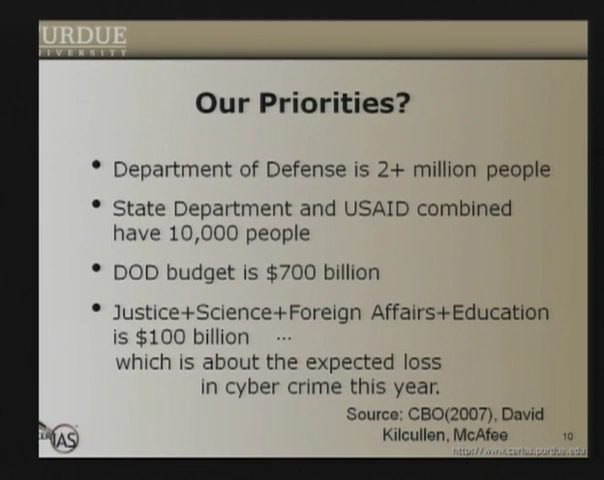 PURDUE
UNIVERSITY
Our Priorities?
• Department of Defense is 2+ million people
• State Department and USAID combined
have 10,000 people
• DOD budget is $700 billion
• Justice+Science+Foreign Affairs+Education
is $100 billion ...
which is about the expected loss
in cyber crime this year.
Source: CBO(2007), David
Kilcullen, McAfee
10
IAS
http://www.cerias.purdue.edu